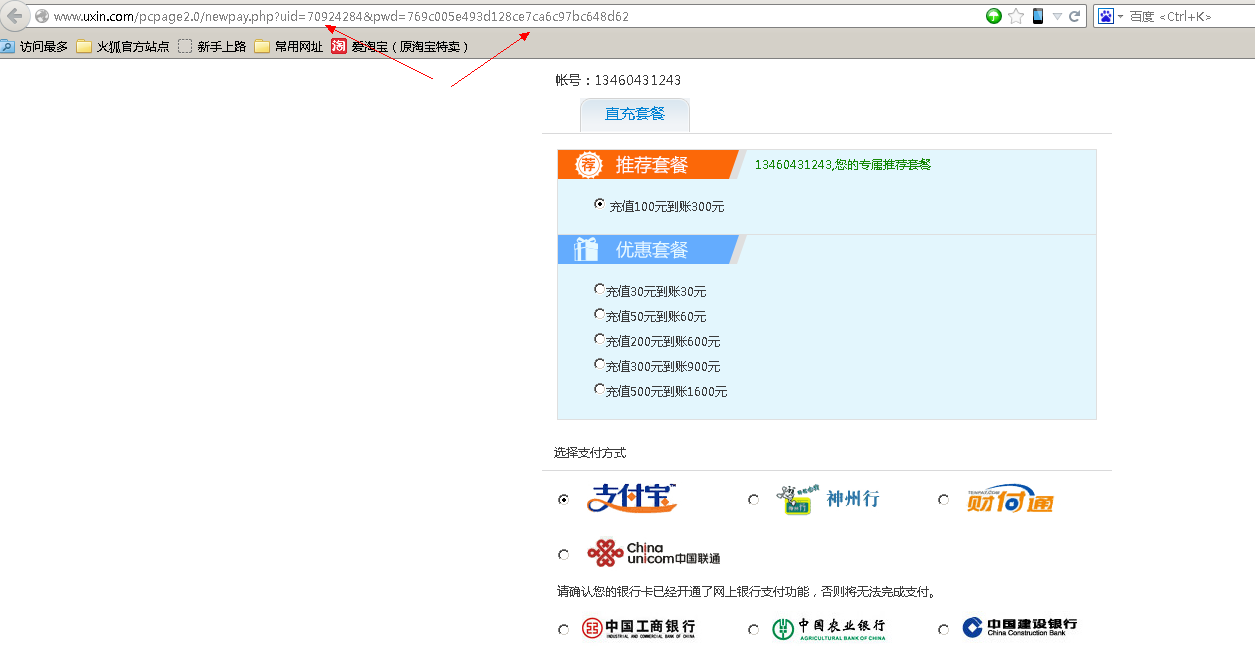 www.uxin.com/pcpage2.0/newpay.php?uid=70924284&pwd=769c005e493d128ce7ca6c97bc648d62 百度 <Ctrl+K>
访问最多 火狐官方站点 新手上路 常用网址 淘 爱淘宝（原淘宝特卖）
帐号：13460431243
直充套餐
荐 推荐套餐 13460431243,您的专属推荐套餐
充值100元到账300元
优惠套餐
充值30元到账30元
充值50元到账60元
充值200元到账600元
充值300元到账900元
充值500元到账1600元
选择支付方式
支付宝™ 神州行 财付通
China unicom中国联通
请确认您的银行卡已经开通了网上银行支付功能，否则将无法完成支付。
中国工商银行 中国农业银行 中国建设银行
INDUSTRIAL AND COMMERCIAL BANK OF CHINA AGRICULTURAL BANK OF CHINA China Construction Bank